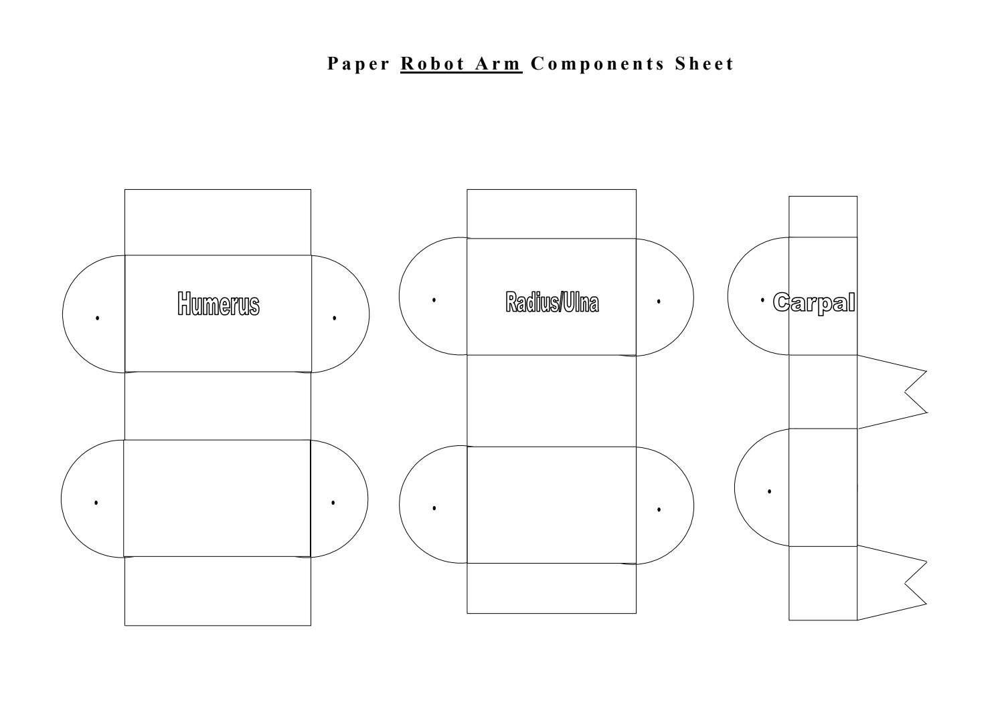 Paper Robot Arm Components Sheet
Humerus
Radius/Ulna
Carpal